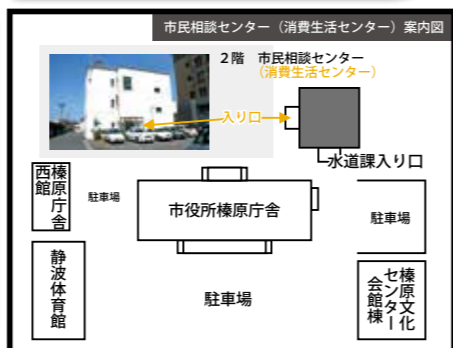 市民相談センター（消費生活センター）案内図
２階　市民相談センター
（消費生活センター）
入り口
水道課入り口
榛原庁舎
西館
駐車場
市役所榛原庁舎
駐車場
静波体育館
駐車場
榛原文化
センター
会館棟